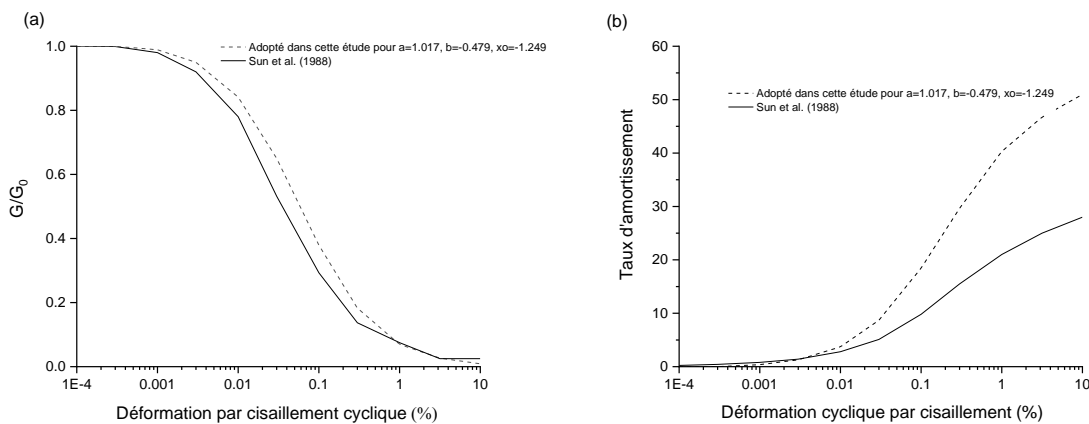 (a)
1.0
0.8
0.6
0.4
0.2
0.0
G/G₀
Adopté dans cette étude pour a=1.017, b=-0.479, xo=-1.249
Sun et al. (1988)
1E-4 0.001 0.01 0.1 1 10
Déformation par cisaillement cyclique (%)
(b)
60
50
40
30
20
10
0
Taux d'amortissement
Adopté dans cette étude pour a=1.017, b=-0.479, xo=-1.249
Sun et al. (1988)
1E-4 0.001 0.01 0.1 1 10
Déformation cyclique par cisaillement (%)